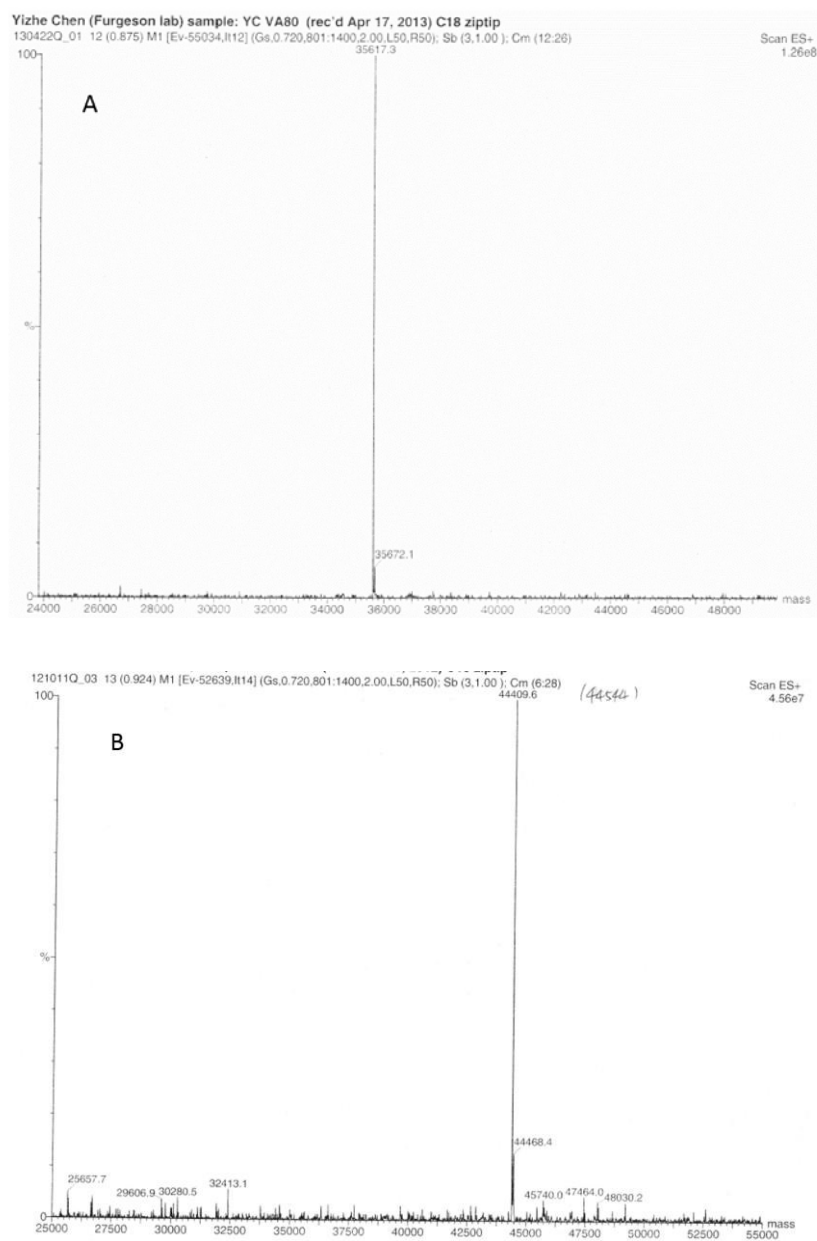 Yizhe Chen (Furgeson lab) sample: YC VA80 (rec'd Apr 17, 2013) C18 ziptip
130422Q_01 12 (0.875) M1 [Ev-55034,It12] (Gs,0.720,801:1400,2.00,L50,R50); Sb (3,1.00 ); Cm (12:26)
Scan ES+
1.26e8
35617.3
100
A
%
35672.1
0
24000 26000 28000 30000 32000 34000 36000 38000 40000 42000 44000 46000 48000 mass
121011Q_03 13 (0.924) M1 [Ev-52639,It14] (Gs,0.720,801:1400,2.00,L50,R50); Sb (3,1.00 ); Cm (6:28)
Scan ES+
4.56e7
44409.6 (44544)
100
B
%
44468.4
25657.7 29606.9 30280.5 32413.1 45740.0 47464.0 48030.2
0
25000 27500 30000 32500 35000 37500 40000 42500 45000 47500 50000 52500 55000 mass